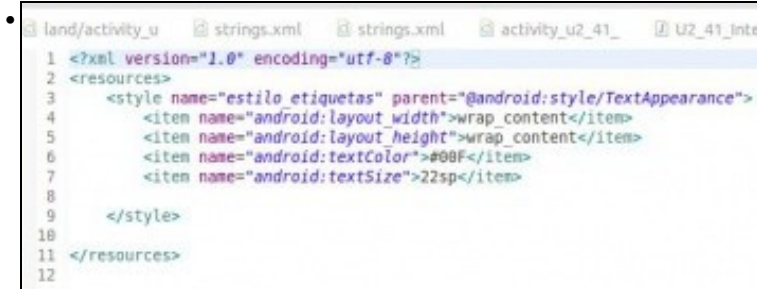 land/activity_u strings.xml strings.xml activity_u2_41_ U2_41_Inte
1 <?xml version="1.0" encoding="utf-8"?>
2 <resources>
3 <style name="estilo_etiquetas" parent="@android:style/TextAppearance">
4 <item name="android:layout_width">wrap_content</item>
5 <item name="android:layout_height">wrap_content</item>
6 <item name="android:textColor">#00F</item>
7 <item name="android:textSize">22sp</item>
8
9 </style>
10
11 </resources>
12